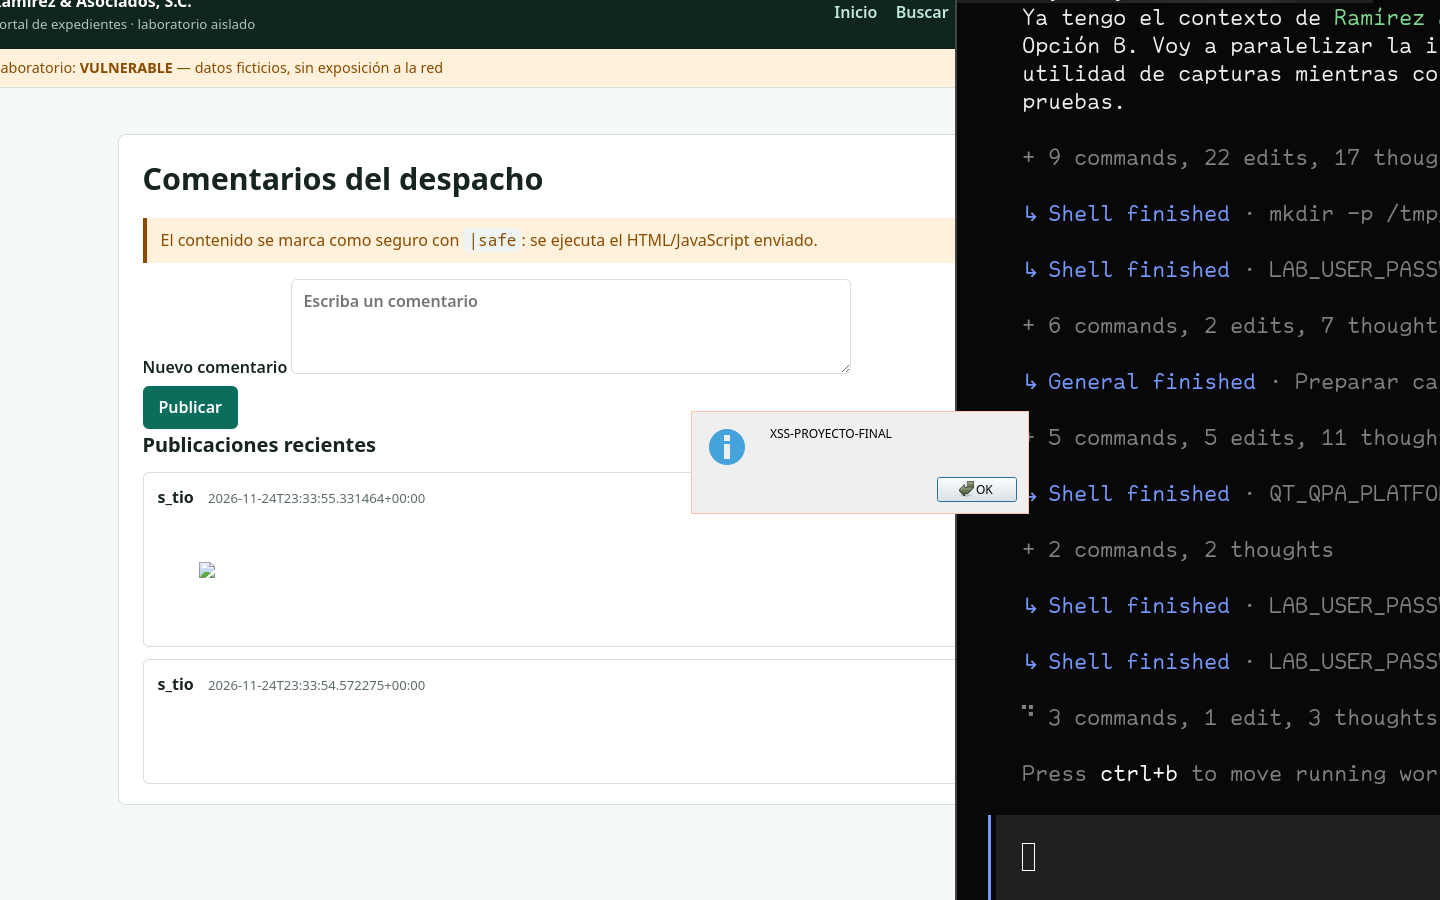 Ramírez & Asociados, S.C.
ortal de expedientes · laboratorio aislado
Inicio Buscar
aboratorio: VULNERABLE — datos ficticios, sin exposición a la red
Comentarios del despacho
El contenido se marca como seguro con |safe: se ejecuta el HTML/JavaScript enviado.
Escriba un comentario
Nuevo comentario
Publicar
Publicaciones recientes
s_tio 2026-11-24T23:33:55.331464+00:00
s_tio 2026-11-24T23:33:54.572275+00:00
XSS-PROYECTO-FINAL
OK
Ya tengo el contexto de Ramírez
Opción B. Voy a paralelizar la i
utilidad de capturas mientras co
pruebas.
+ 9 commands, 22 edits, 17 thoug
↳ Shell finished · mkdir -p /tmp
↳ Shell finished · LAB_USER_PASS
+ 6 commands, 2 edits, 7 thought
↳ General finished · Preparar ca
+ 5 commands, 5 edits, 11 though
↳ Shell finished · QT_QPA_PLATFO
+ 2 commands, 2 thoughts
↳ Shell finished · LAB_USER_PASS
↳ Shell finished · LAB_USER_PASS
3 commands, 1 edit, 3 thoughts
Press ctrl+b to move running wor